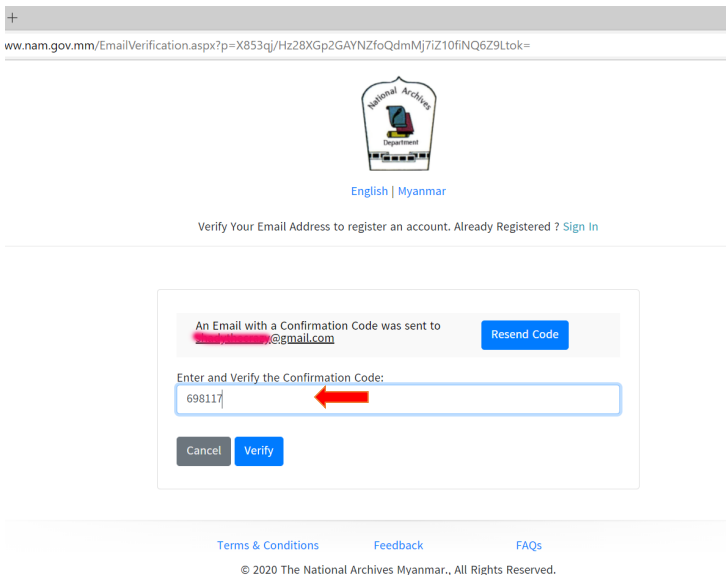 +
ww.nam.gov.mm/EmailVerification.aspx?p=X853qj/Hz28XGp2GAYNZfoQdmMj7iZ10fiNQ6Z9Ltok=
National Archives
Department
English | Myanmar
Verify Your Email Address to register an account. Already Registered ? Sign In
An Email with a Confirmation Code was sent to
@gmail.com
Resend Code
Enter and Verify the Confirmation Code:
698117
Cancel Verify
Terms & Conditions Feedback FAQs
© 2020 The National Archives Myanmar., All Rights Reserved.